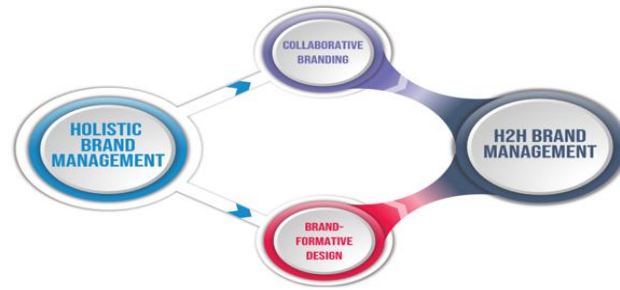 COLLABORATIVE
BRANDING
HOLISTIC
BRAND
MANAGEMENT
H2H BRAND
MANAGEMENT
BRAND-
FORMATIVE
DESIGN